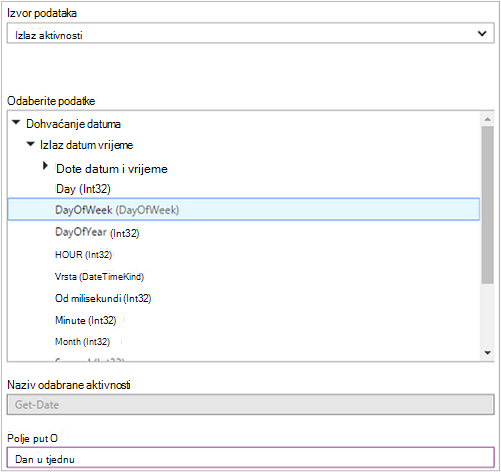 Izvor podataka
Izlaz aktivnosti
Odaberite podatke
Dohvaćanje datuma
Izlaz datum vrijeme
Dote datum i vrijeme
Day (Int32)
DayOfWeek (DayOfWeek)
DayOfYear (Int32)
HOUR (Int32)
Vrsta (DateTimeKind)
Od milisekundi (Int32)
Minute (Int32)
Month (Int32)
Naziv odabrane aktivnosti
Get-Date
Polje put O
Dan u tjednu